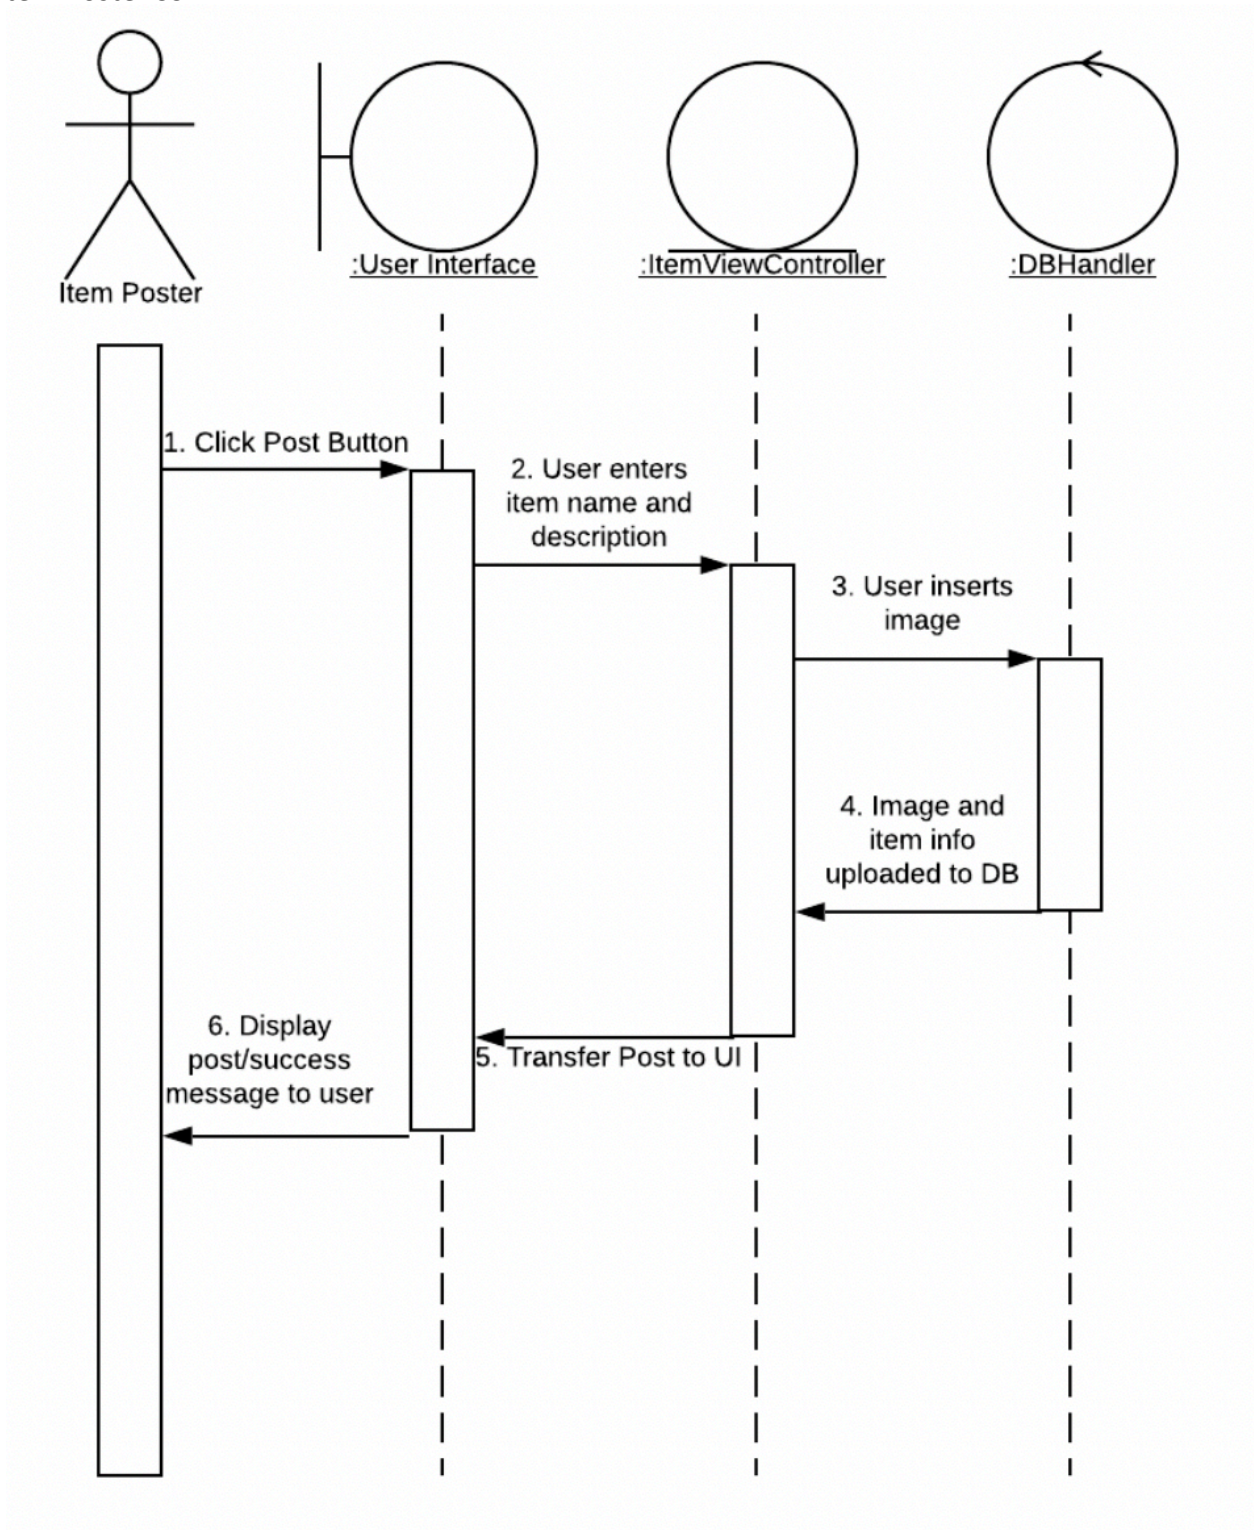 Item Poster
:User Interface
:ItemViewController
:DBHandler
1. Click Post Button
2. User enters
item name and
description
3. User inserts
image
4. Image and
item info
uploaded to DB
5. Transfer Post to UI
6. Display
post/success
message to user